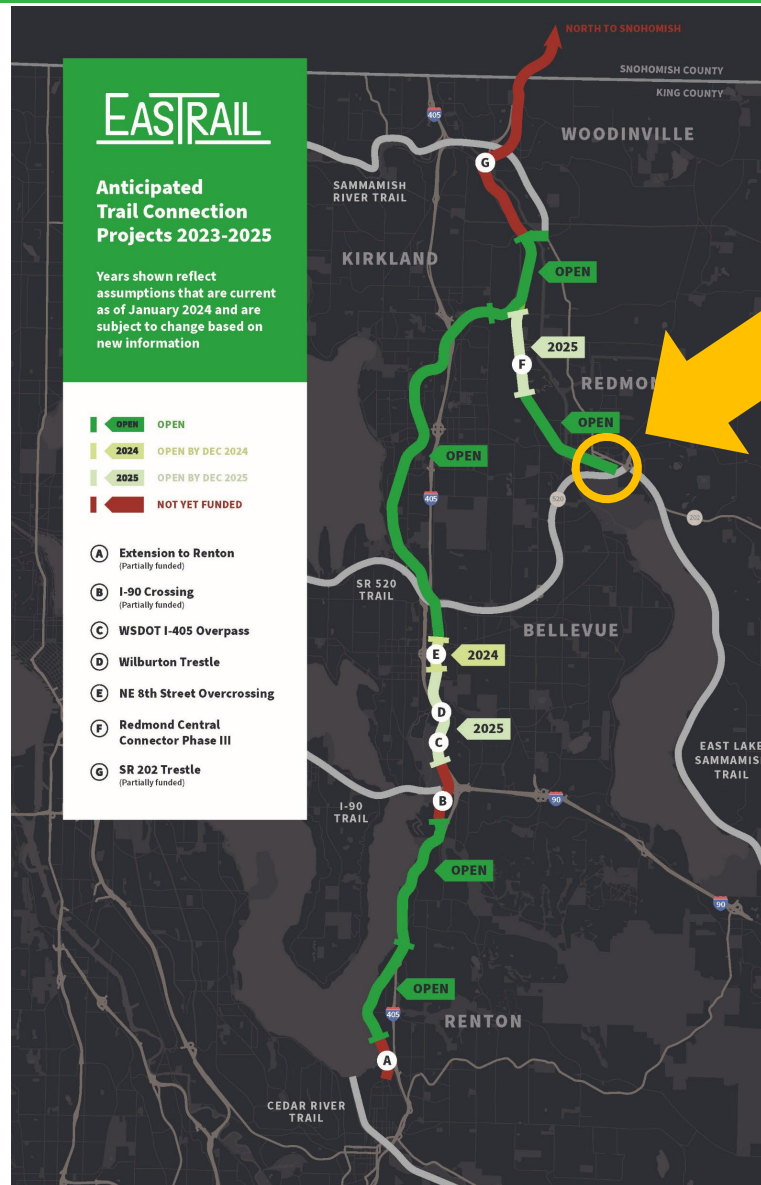 EASTRAIL
Anticipated
Trail Connection
Projects 2023-2025
Years shown reflect
assumptions that are current
as of January 2024 and are
subject to change based on
new information
OPEN OPEN
2024 OPEN BY DEC 2024
2025 OPEN BY DEC 2025
NOT YET FUNDED
A Extension to Renton
(Partially funded)
B I-90 Crossing
(Partially funded)
C WSDOT I-405 Overpass
D Wilburton Trestle
E NE 8th Street Overcrossing
F Redmond Central
Connector Phase III
G SR 202 Trestle
(Partially funded)
NORTH TO SNOHOMISH
SNOHOMISH COUNTY
KING COUNTY
405
WOODINVILLE
G
SAMMAMISH
RIVER TRAIL
KIRKLAND
OPEN
2025
F
REDMO
OPEN
OPEN
405
520
202
SR 520
TRAIL
BELLEVUE
E
2024
D
2025
C
EAST LAKE
SAMMAMIS
TRAIL
B
90
I-90
TRAIL
OPEN
90
OPEN
405
RENTON
A
CEDAR RIVER
TRAIL